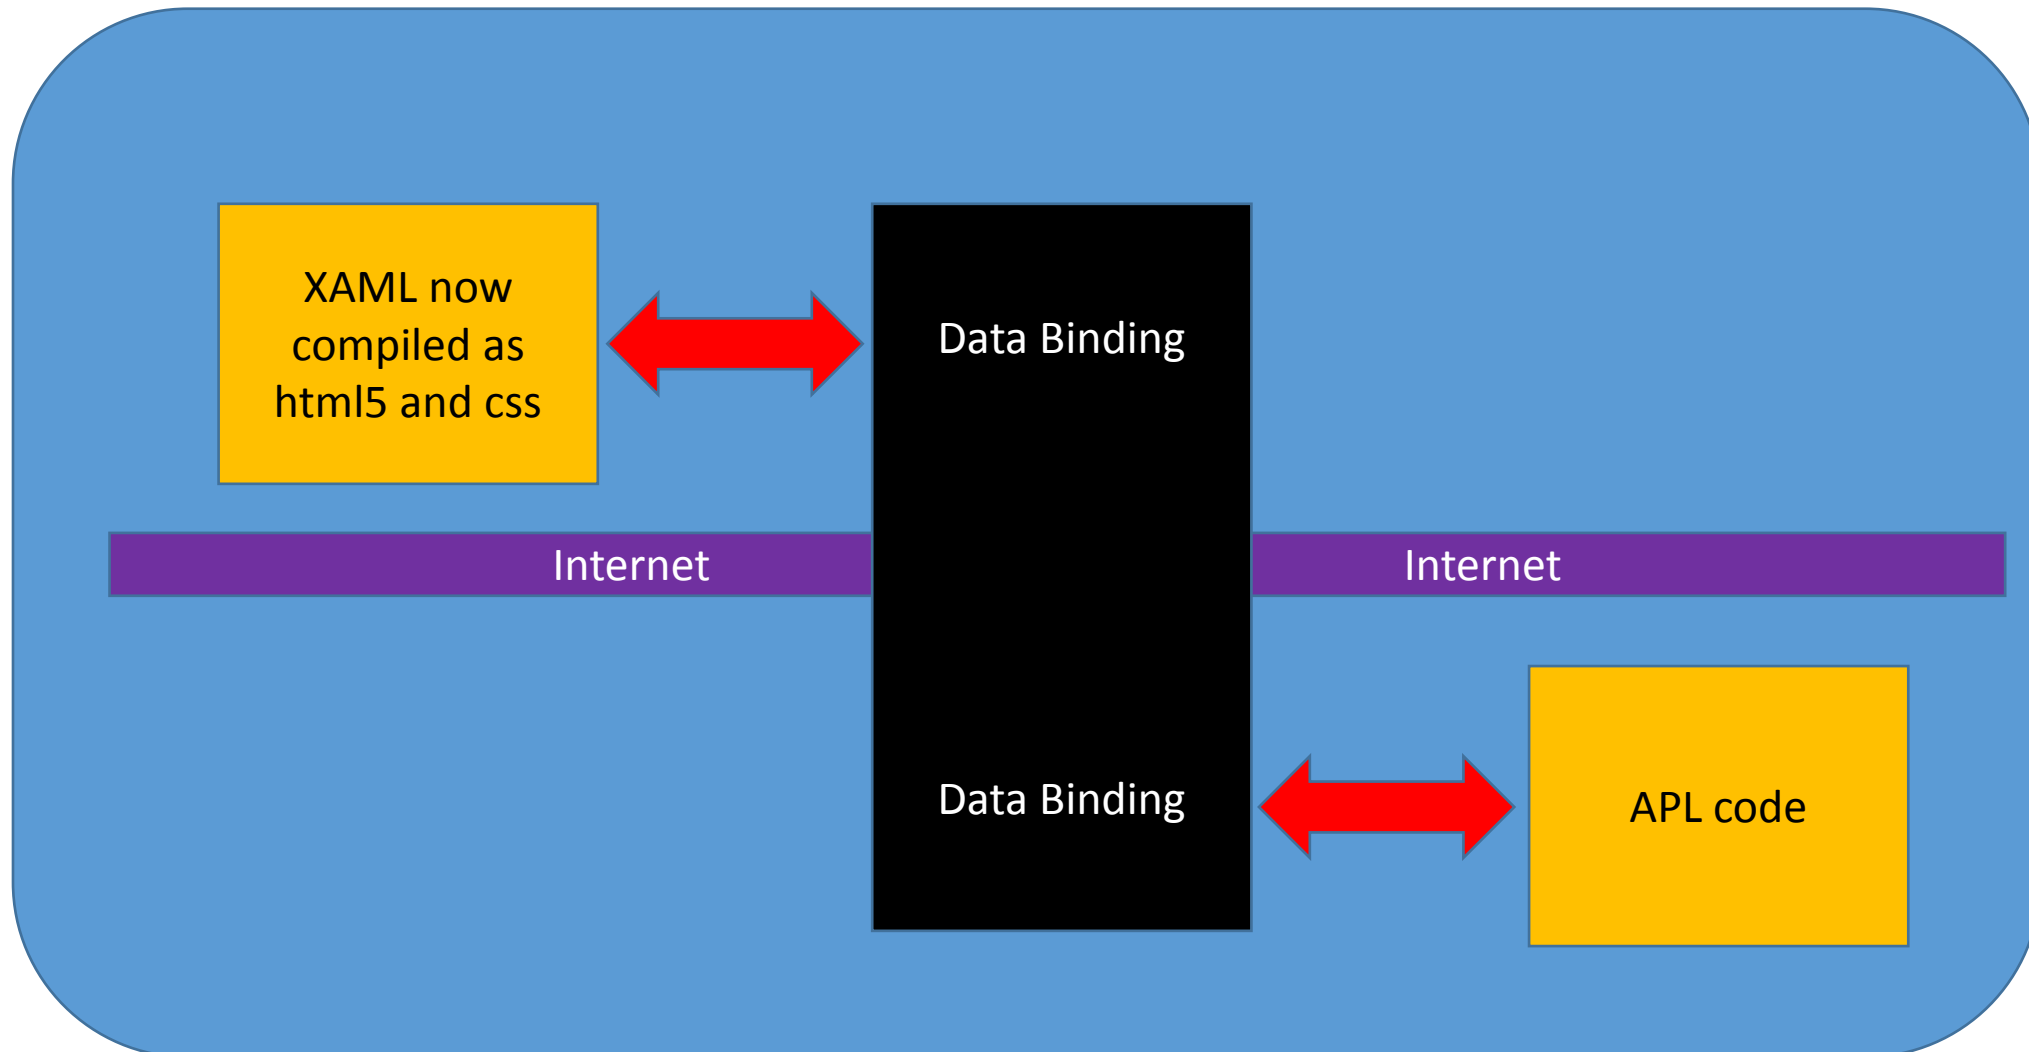 XAML now
compiled as
html5 and css
Data Binding
Internet
Internet
Data Binding
APL code